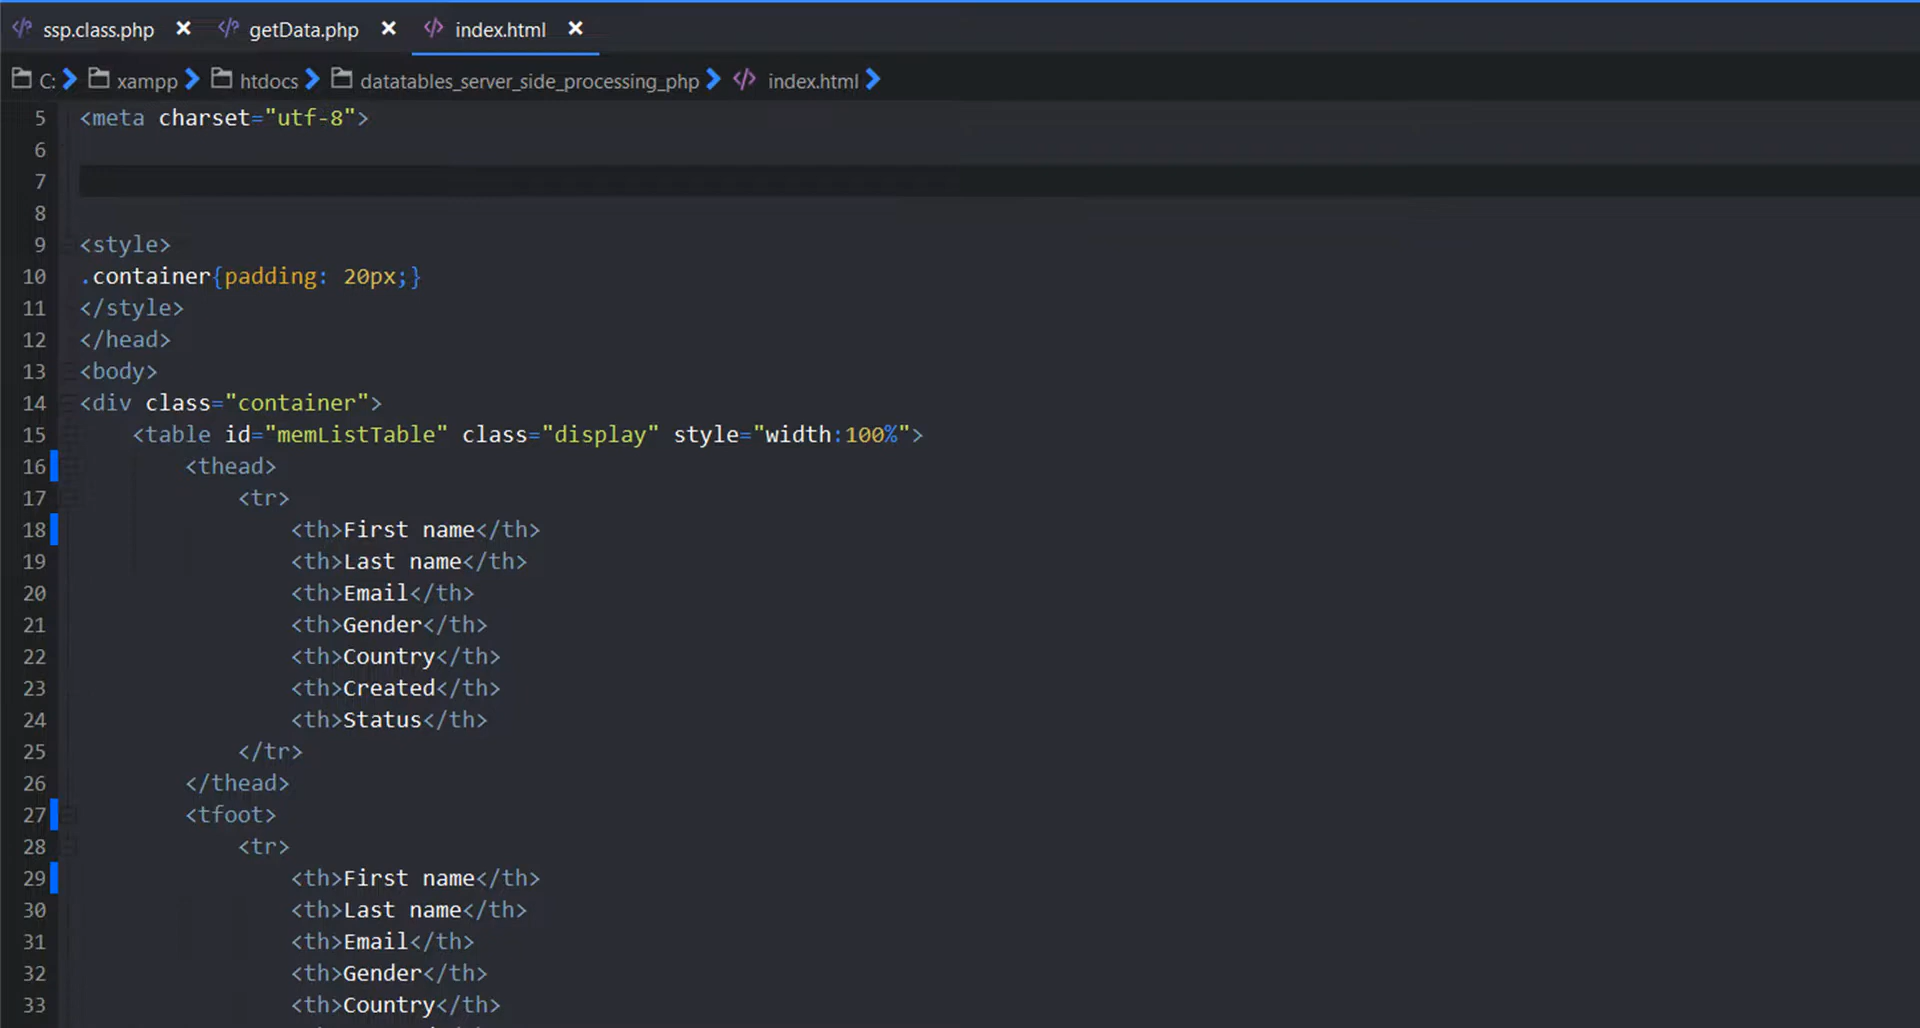 ssp.class.php × getData.php × index.html ×
C: xampp htdocs datatables_server_side_processing_php index.html
5 <meta charset="utf-8">
6
7
8
9 <style>
10 .container{padding: 20px;}
11 </style>
12 </head>
13 <body>
14 <div class="container">
15 <table id="memListTable" class="display" style="width:100%">
16 <thead>
17 <tr>
18 <th>First name</th>
19 <th>Last name</th>
20 <th>Email</th>
21 <th>Gender</th>
22 <th>Country</th>
23 <th>Created</th>
24 <th>Status</th>
25 </tr>
26 </thead>
27 <tfoot>
28 <tr>
29 <th>First name</th>
30 <th>Last name</th>
31 <th>Email</th>
32 <th>Gender</th>
33 <th>Country</th>